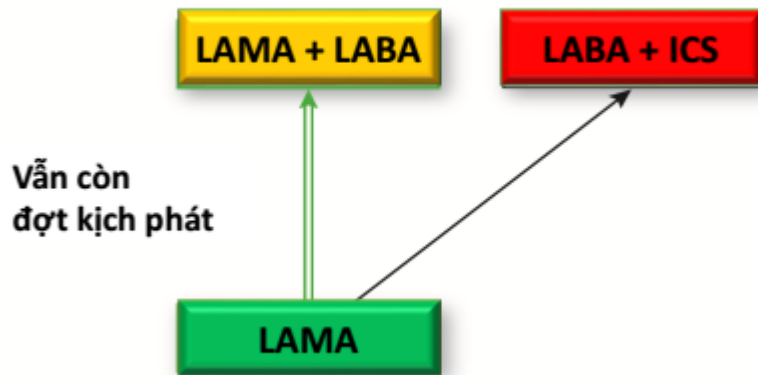 LAMA + LABA
LABA + ICS
Vẫn còn
đợt kịch phát
LAMA